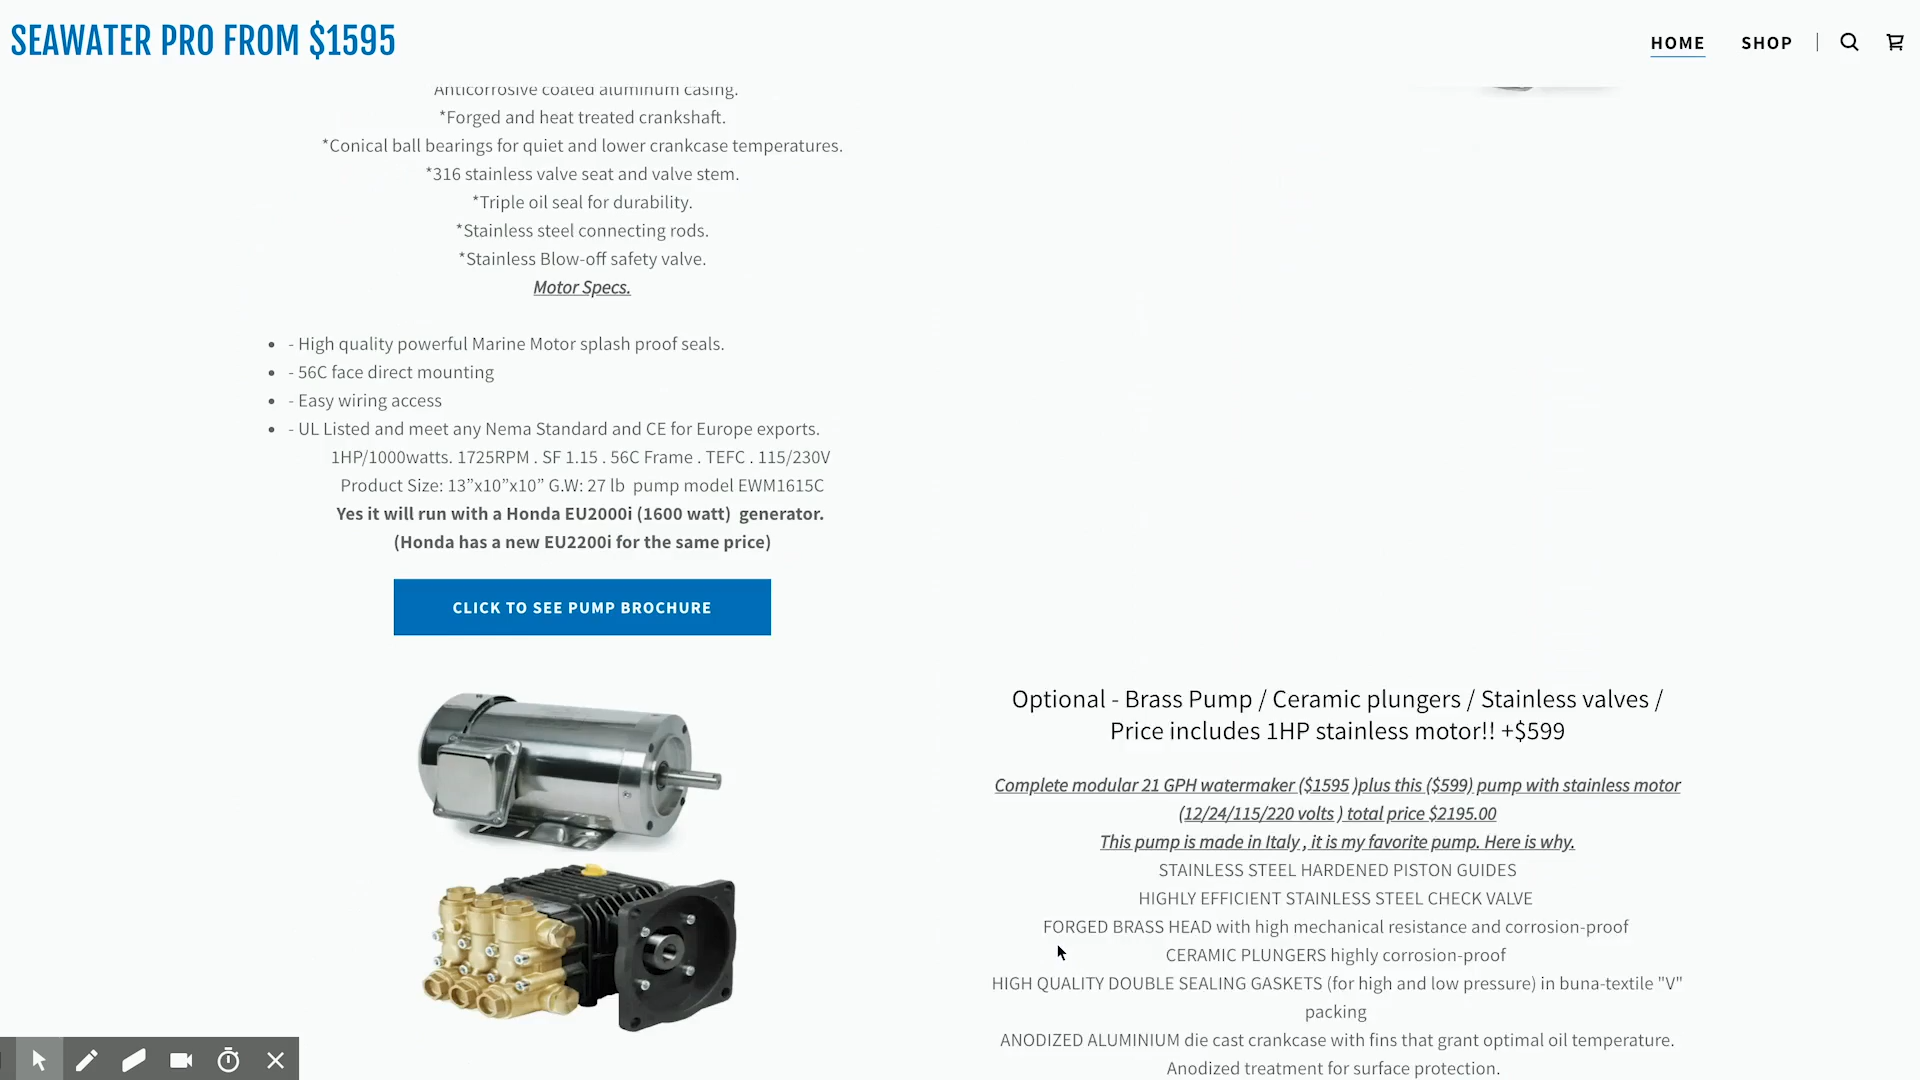 SEAWATER PRO FROM $1595
HOME
SHOP
Anticorrosive coated aluminum casing.
*Forged and heat treated crankshaft.
*Conical ball bearings for quiet and lower crankcase temperatures.
*316 stainless valve seat and valve stem.
*Triple oil seal for durability.
*Stainless steel connecting rods.
*Stainless Blow-off safety valve.
Motor Specs.
- High quality powerful Marine Motor splash proof seals.
- 56C face direct mounting
- Easy wiring access
- UL Listed and meet any Nema Standard and CE for Europe exports.
1HP/1000watts. 1725RPM . SF 1.15 . 56C Frame . TEFC . 115/230V
Product Size: 13”x10”x10” G.W: 27 lb pump model EWM1615C
Yes it will run with a Honda EU2000i (1600 watt) generator.
(Honda has a new EU2200i for the same price)
CLICK TO SEE PUMP BROCHURE
Optional - Brass Pump / Ceramic plungers / Stainless valves /
Price includes 1HP stainless motor!! +$599
Complete modular 21 GPH watermaker ($1595 )plus this ($599) pump with stainless motor
(12/24/115/220 volts ) total price $2195.00
This pump is made in Italy , it is my favorite pump. Here is why.
STAINLESS STEEL HARDENED PISTON GUIDES
HIGHLY EFFICIENT STAINLESS STEEL CHECK VALVE
FORGED BRASS HEAD with high mechanical resistance and corrosion-proof
CERAMIC PLUNGERS highly corrosion-proof
HIGH QUALITY DOUBLE SEALING GASKETS (for high and low pressure) in buna-textile "V"
packing
ANODIZED ALUMINIUM die cast crankcase with fins that grant optimal oil temperature.
Anodized treatment for surface protection.